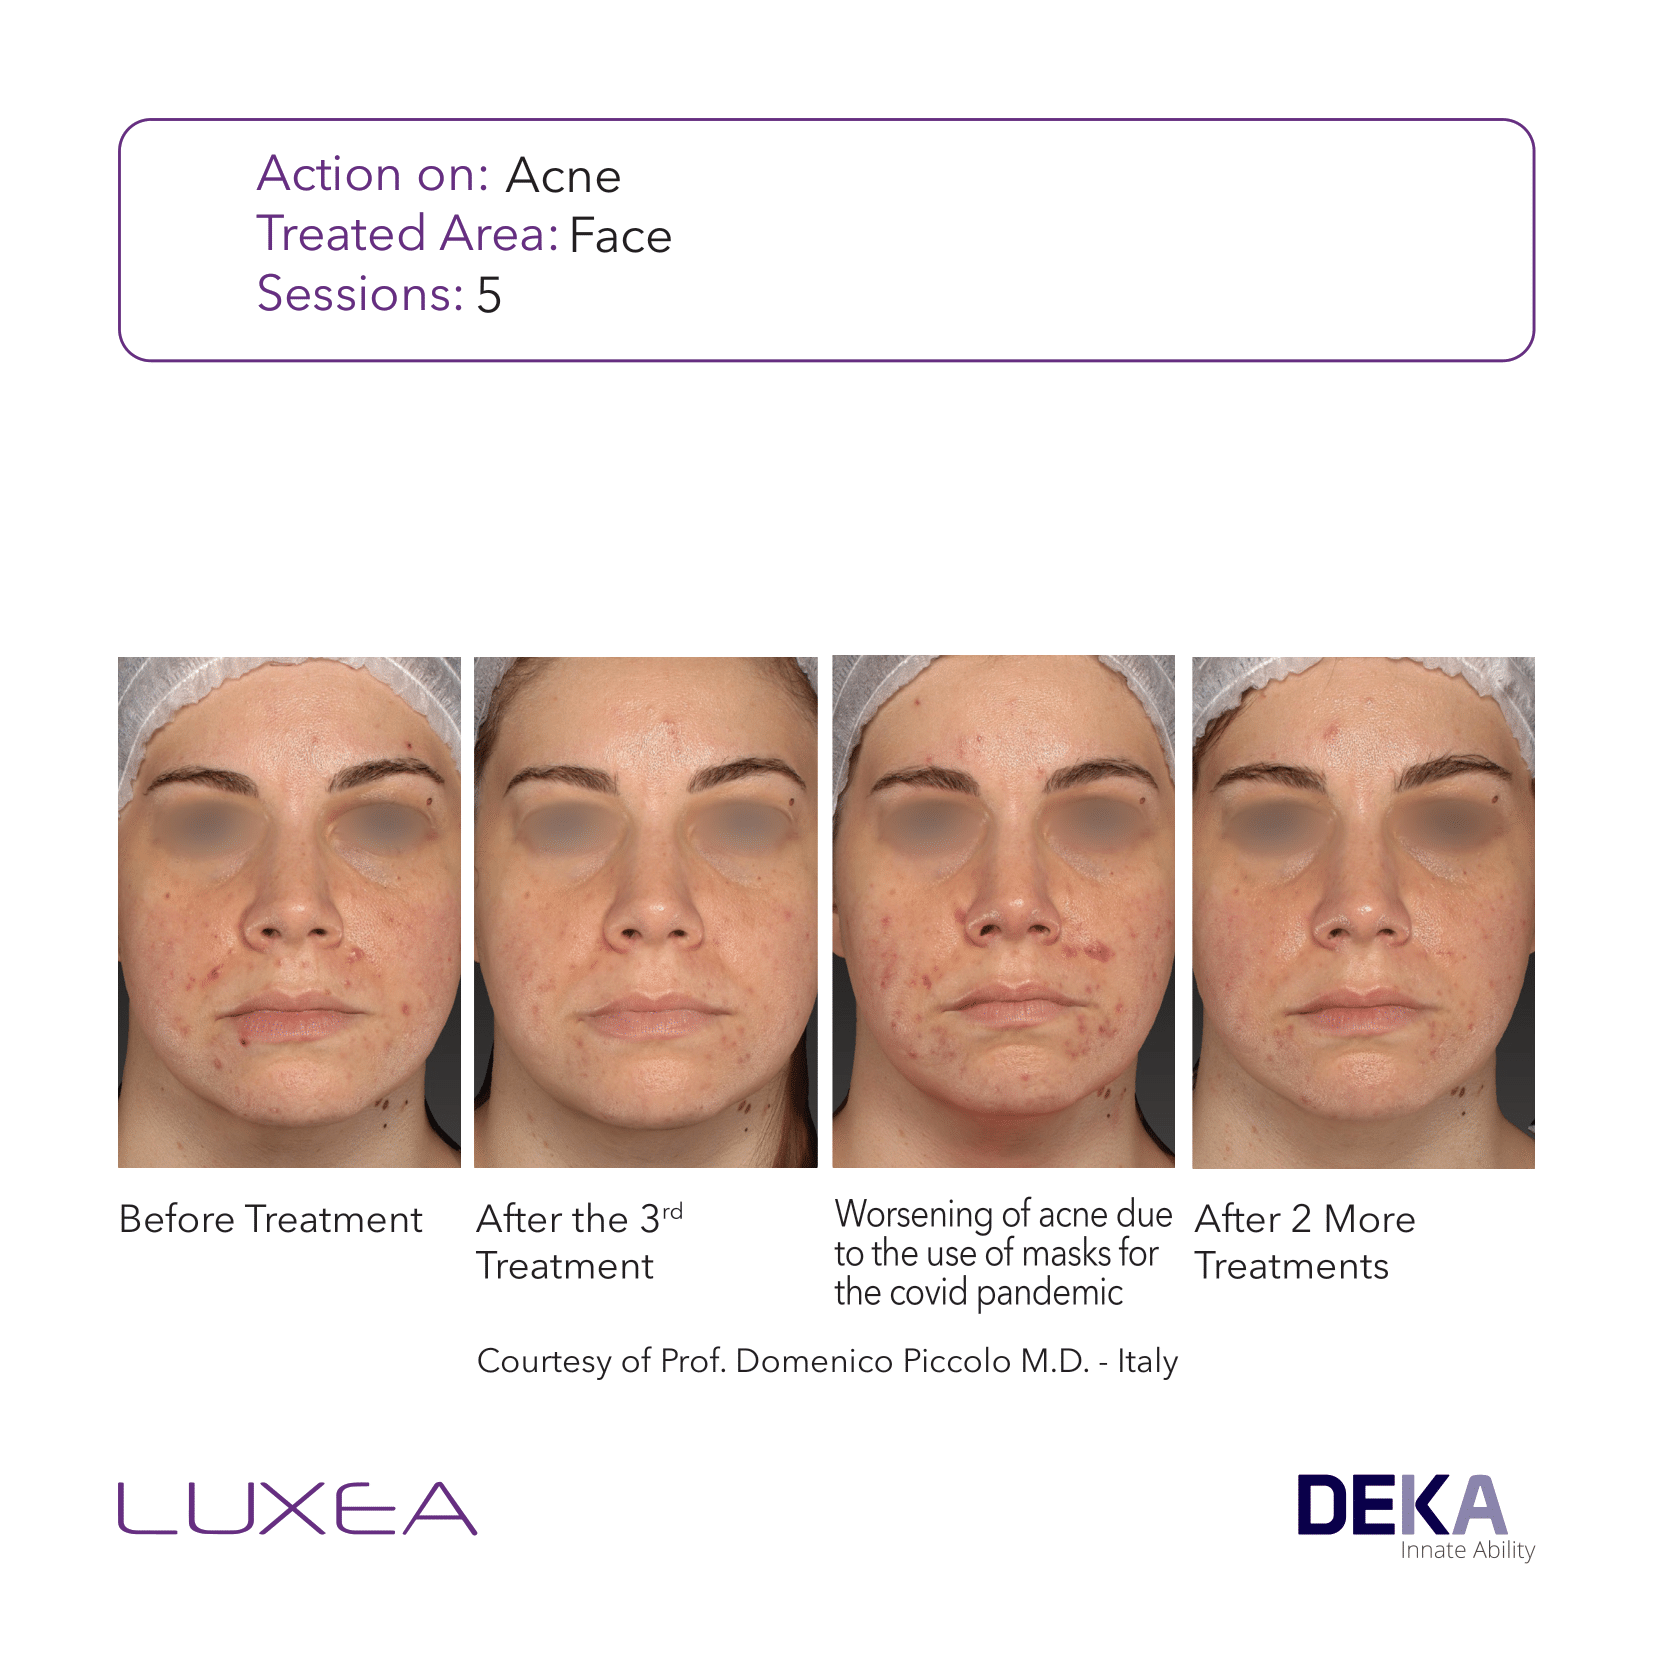 Action on: Acne
Treated Area: Face
Sessions: 5
Before Treatment
After the 3rd
Treatment
Worsening of acne due
to the use of masks for
the covid pandemic
After 2 More
Treatments
Courtesy of Prof. Domenico Piccolo M.D. - Italy
LUXEA
DEKA
Innate Ability